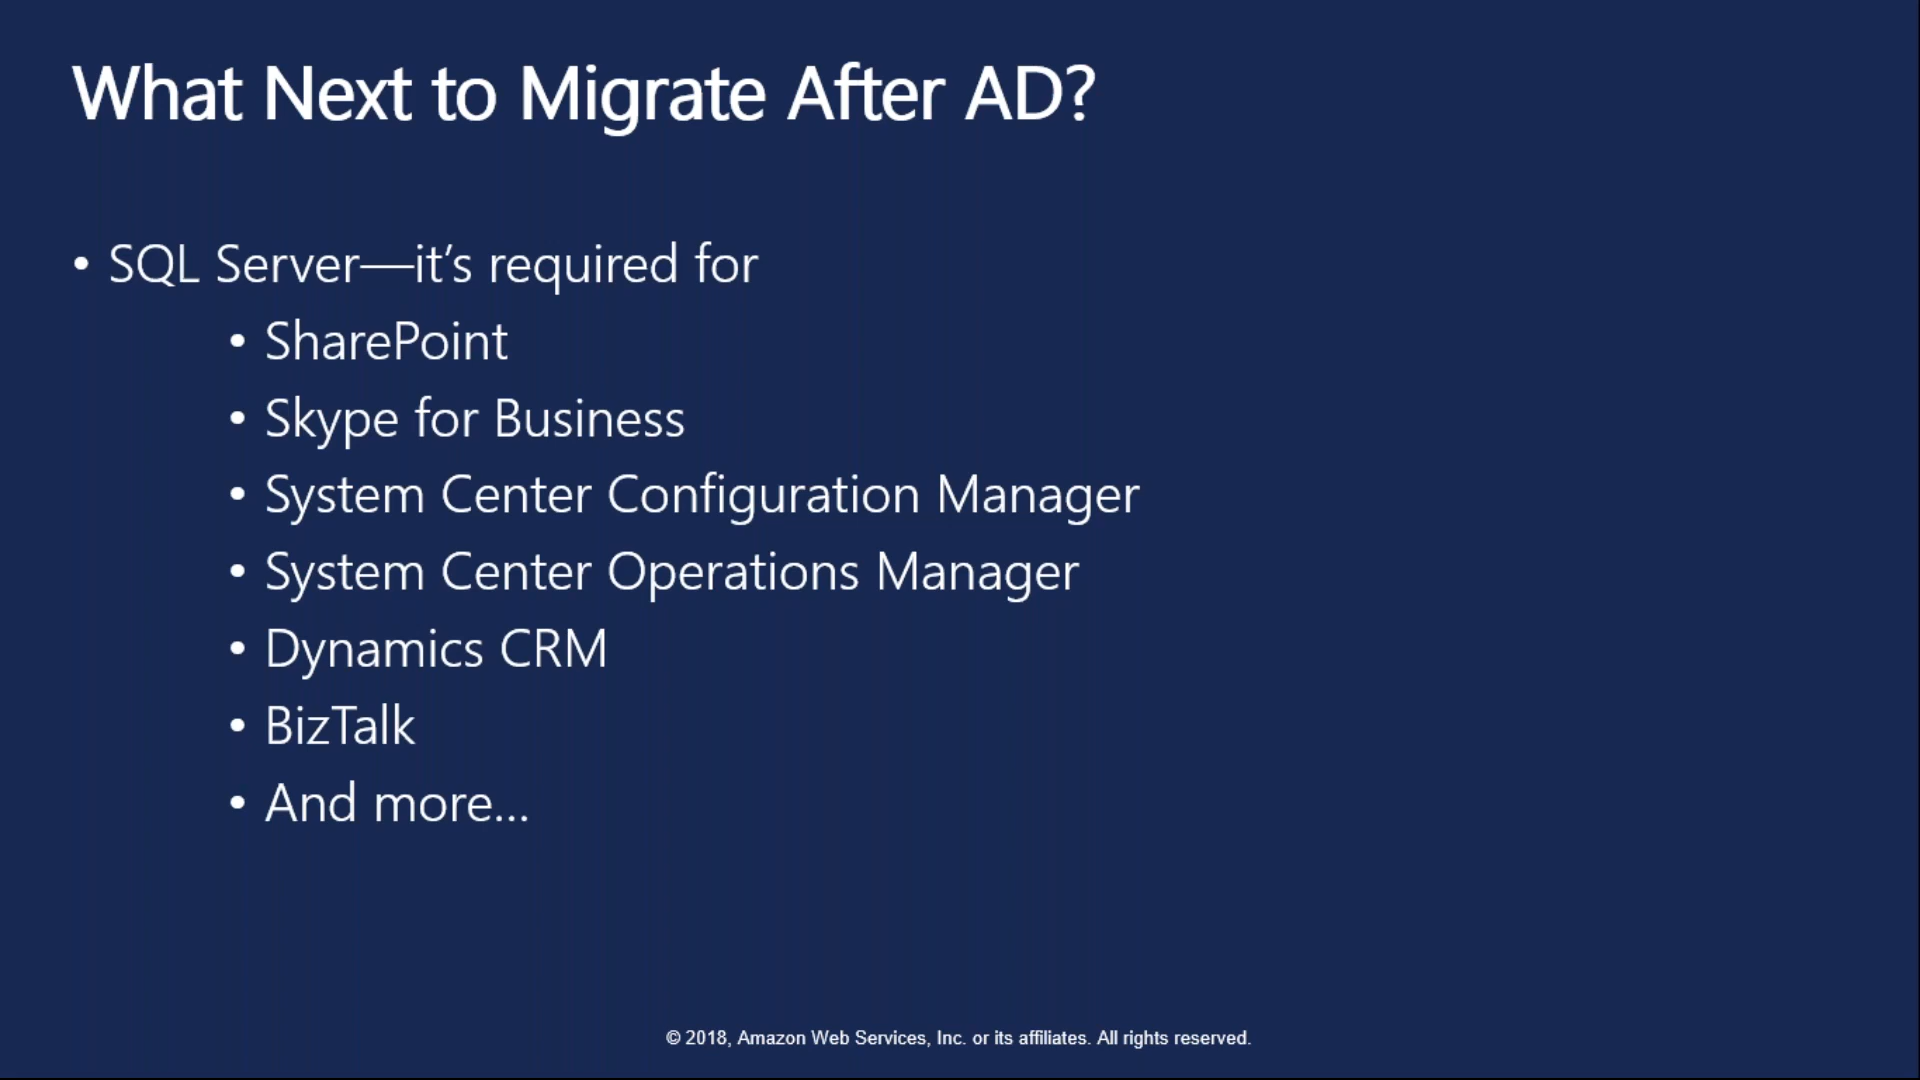 What Next to Migrate After AD?
• SQL Server—it’s required for
• SharePoint
• Skype for Business
• System Center Configuration Manager
• System Center Operations Manager
• Dynamics CRM
• BizTalk
• And more...
© 2018, Amazon Web Services, Inc. or its affiliates. All rights reserved.